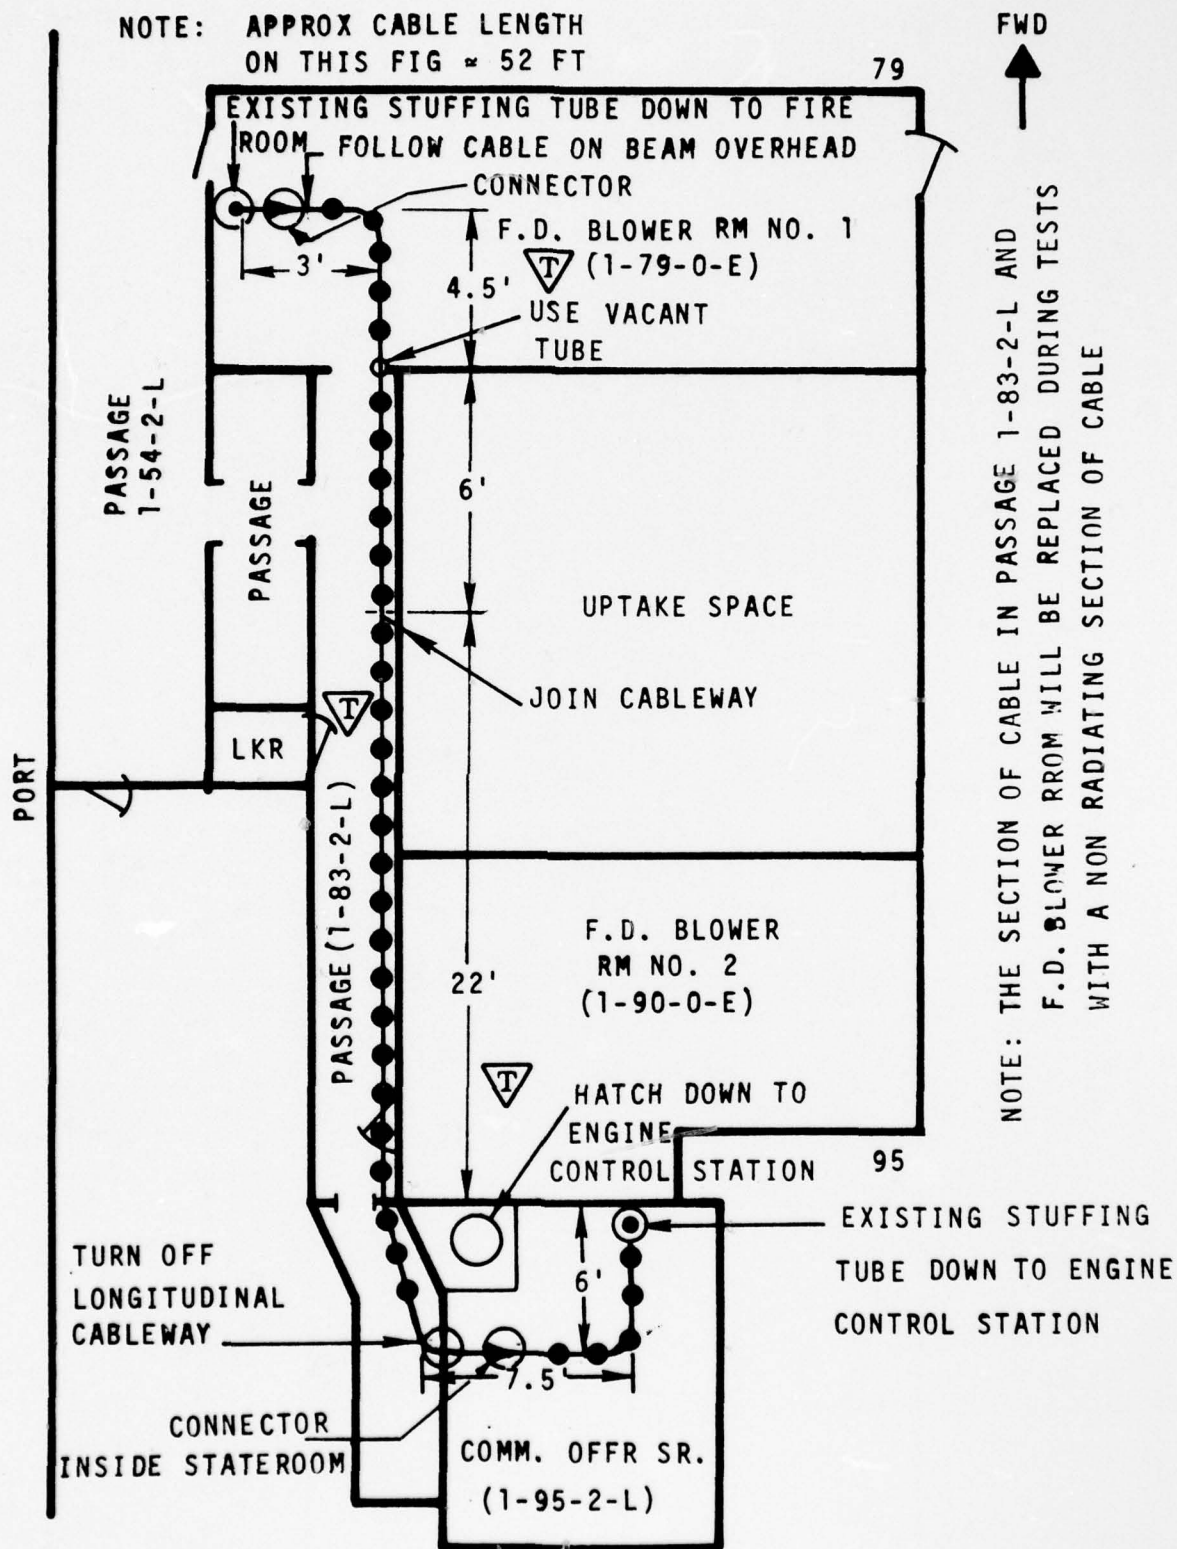 NOTE: APPROX CABLE LENGTH
ON THIS FIG ≈ 52 FT
FWD
79
EXISTING STUFFING TUBE DOWN TO FIRE
ROOM
FOLLOW CABLE ON BEAM OVERHEAD
CONNECTOR
F.D. BLOWER RM NO. 1
T (1-79-0-E)
3'
4.5'
USE VACANT
TUBE
PASSAGE
1-54-2-L
PASSAGE
6'
UPTAKE SPACE
JOIN CABLEWAY
T
LKR
PORT
PASSAGE (1-83-2-L)
F.D. BLOWER
RM NO. 2
(1-90-0-E)
22'
T
HATCH DOWN TO
ENGINE
CONTROL STATION
95
EXISTING STUFFING
TUBE DOWN TO ENGINE
CONTROL STATION
TURN OFF
LONGITUDINAL
CABLEWAY
6'
7.5'
CONNECTOR
INSIDE STATEROOM
COMM. OFFR SR.
(1-95-2-L)
NOTE: THE SECTION OF CABLE IN PASSAGE 1-83-2-L AND
F.D. BLOWER RROM WILL BE REPLACED DURING TESTS
WITH A NON RADIATING SECTION OF CABLE